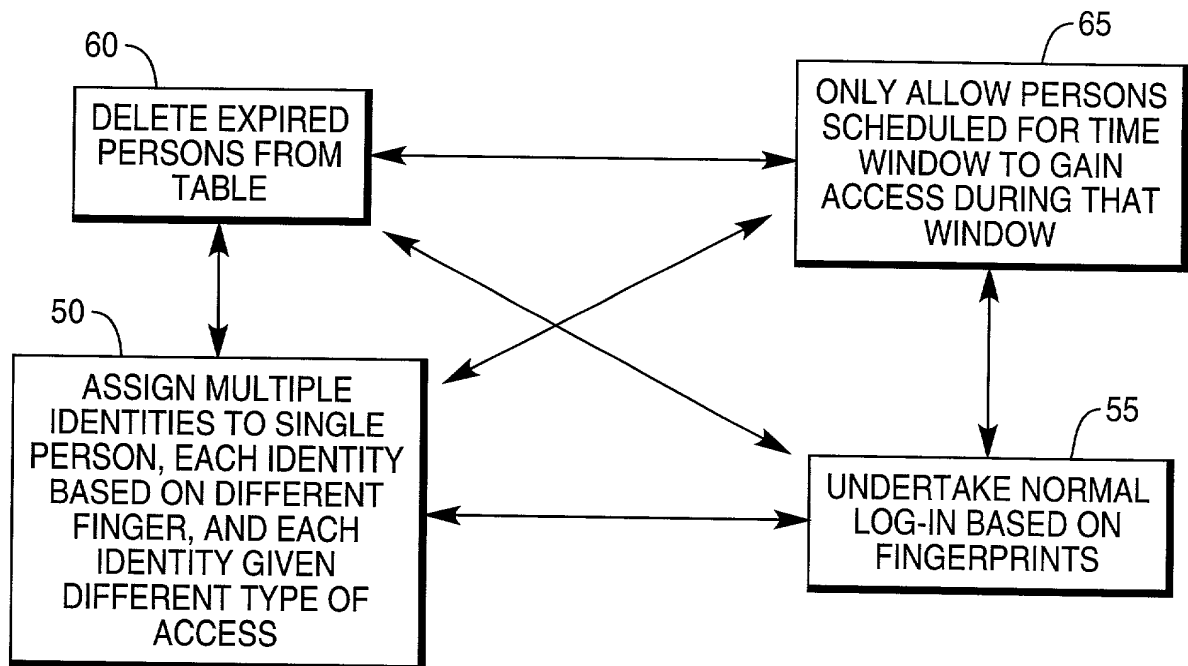 60
DELETE EXPIRED
PERSONS FROM
TABLE
65
ONLY ALLOW PERSONS
SCHEDULED FOR TIME
WINDOW TO GAIN
ACCESS DURING THAT
WINDOW
50
ASSIGN MULTIPLE
IDENTITIES TO SINGLE
PERSON, EACH IDENTITY
BASED ON DIFFERENT
FINGER, AND EACH
IDENTITY GIVEN
DIFFERENT TYPE OF
ACCESS
55
UNDERTAKE NORMAL
LOG-IN BASED ON
FINGERPRINTS